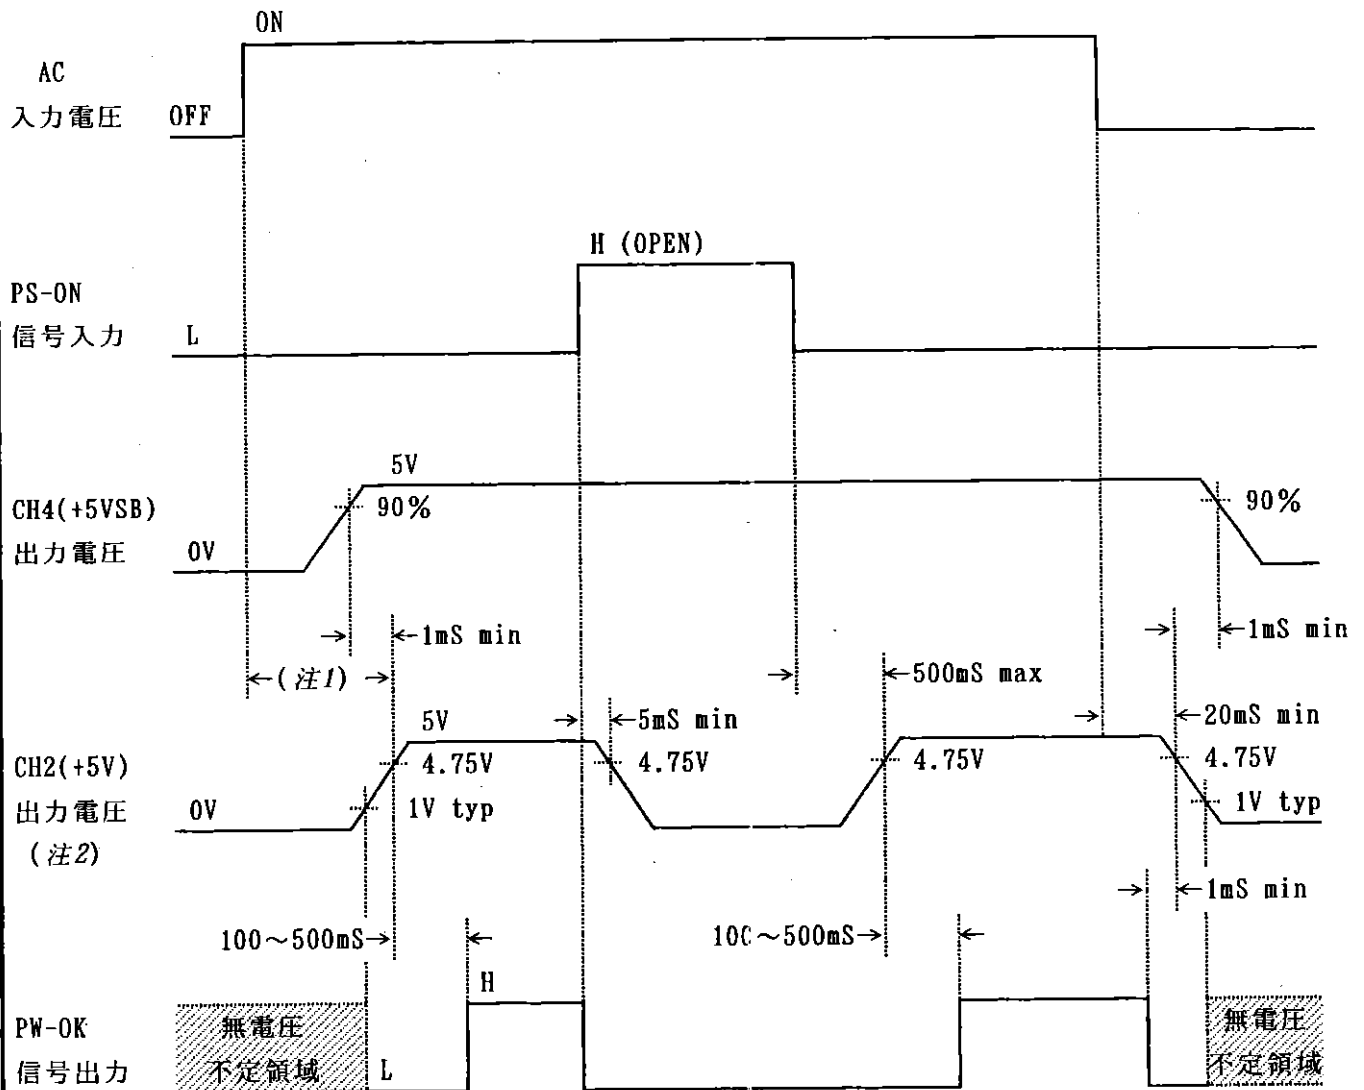 ON
AC
入力電圧 OFF
H (OPEN)
PS-ON
信号入力 L
5V
CH4(+5VSB) 90% 90%
出力電圧 0V
1mS min 1mS min
(注1) 500mS max
5V 5mS min 20mS min
CH2(+5V) 4.75V 4.75V 4.75V 4.75V
出力電圧 0V 1V typ 1V typ
(注2)
1mS min
100～500mS 100～500mS
H
PW-OK 無電圧 無電圧
信号出力 不定領域 L 不定領域